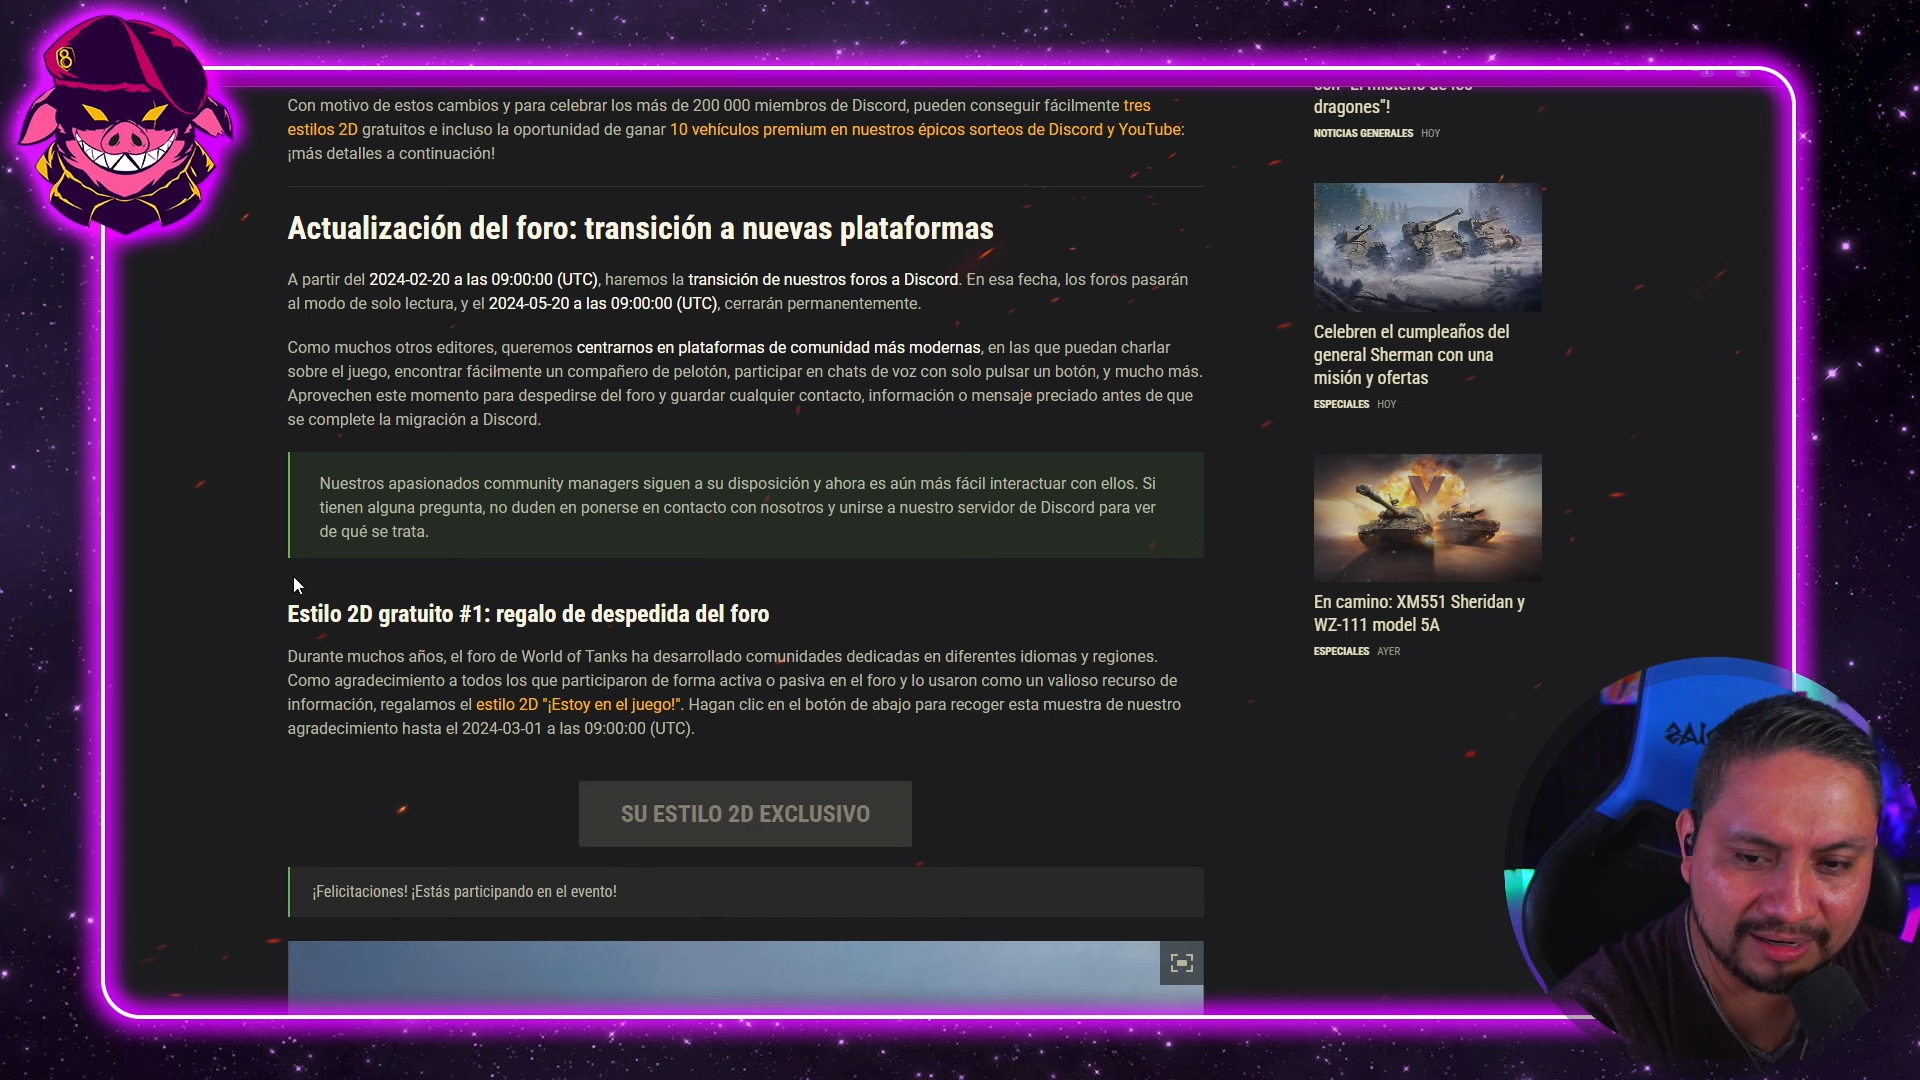 Con motivo de estos cambios y para celebrar los más de 200 000 miembros de Discord, pueden conseguir fácilmente tres
estilos 2D gratuitos e incluso la oportunidad de ganar 10 vehículos premium en nuestros épicos sorteos de Discord y YouTube:
¡más detalles a continuación!
Actualización del foro: transición a nuevas plataformas
A partir del 2024-02-20 a las 09:00:00 (UTC), haremos la transición de nuestros foros a Discord. En esa fecha, los foros pasarán
al modo de solo lectura, y el 2024-05-20 a las 09:00:00 (UTC), cerrarán permanentemente.
Como muchos otros editores, queremos centrarnos en plataformas de comunidad más modernas, en las que puedan charlar
sobre el juego, encontrar fácilmente un compañero de pelotón, participar en chats de voz con solo pulsar un botón, y mucho más.
Aprovechen este momento para despedirse del foro y guardar cualquier contacto, información o mensaje preciado antes de que
se complete la migración a Discord.
Nuestros apasionados community managers siguen a su disposición y ahora es aún más fácil interactuar con ellos. Si
tienen alguna pregunta, no duden en ponerse en contacto con nosotros y unirse a nuestro servidor de Discord para ver
de qué se trata.
Estilo 2D gratuito #1: regalo de despedida del foro
Durante muchos años, el foro de World of Tanks ha desarrollado comunidades dedicadas en diferentes idiomas y regiones.
Como agradecimiento a todos los que participaron de forma activa o pasiva en el foro y lo usaron como un valioso recurso de
información, regalamos el estilo 2D "¡Estoy en el juego!". Hagan clic en el botón de abajo para recoger esta muestra de nuestro
agradecimiento hasta el 2024-03-01 a las 09:00:00 (UTC).
SU ESTILO 2D EXCLUSIVO
¡Felicitaciones! ¡Estás participando en el evento!
con "El misterio de los
dragones"!
NOTICIAS GENERALES HOY
Celebren el cumpleaños del
general Sherman con una
misión y ofertas
ESPECIALES HOY
En camino: XM551 Sheridan y
WZ-111 model 5A
ESPECIALES AYER
8